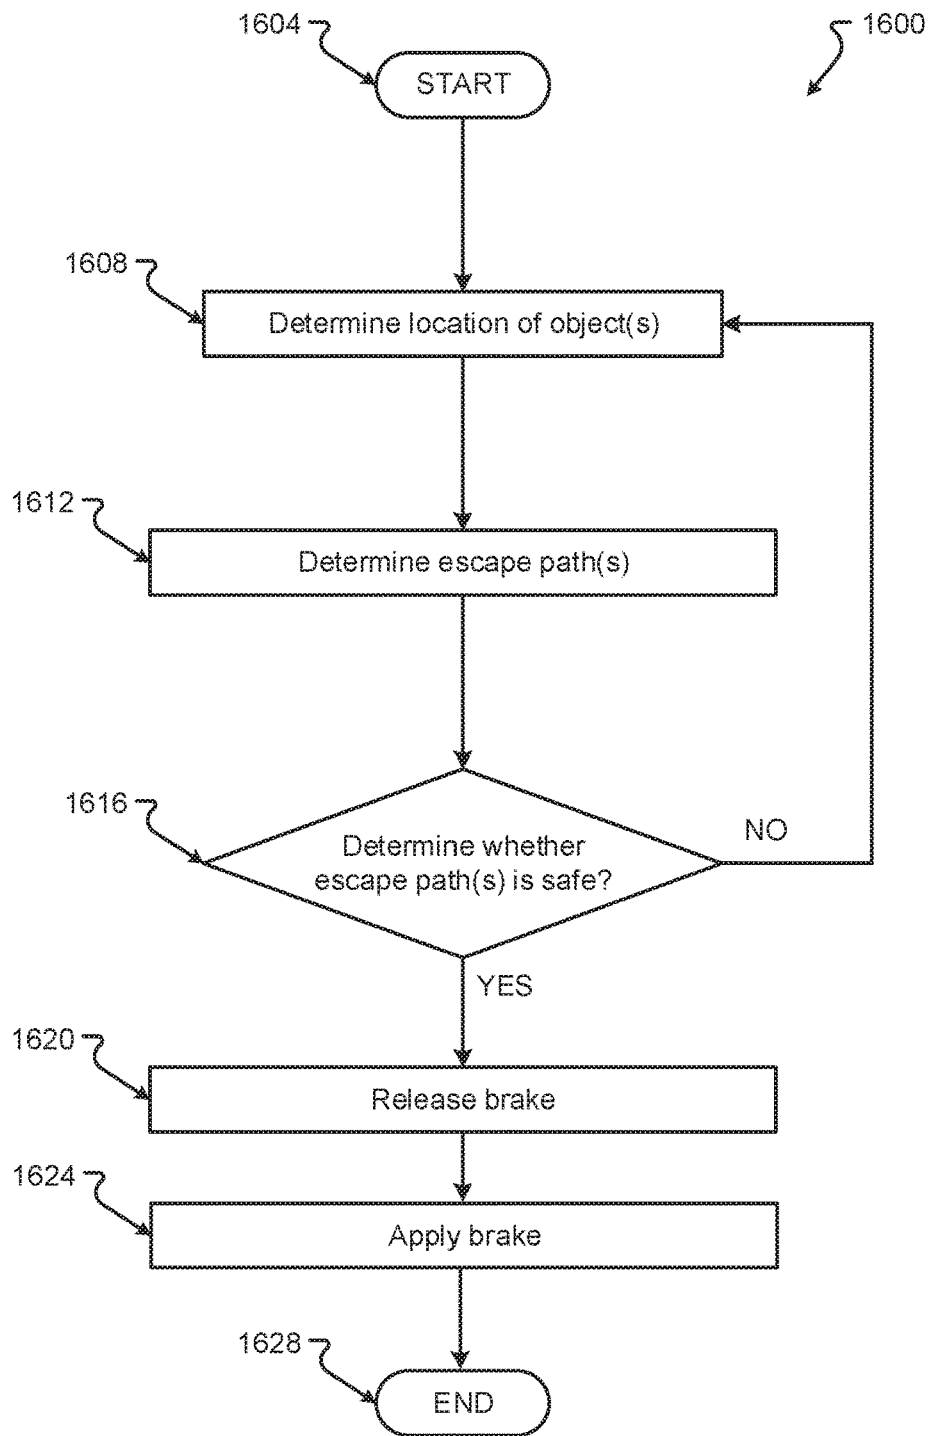 1604
1600
START
1608
Determine location of object(s)
1612
Determine escape path(s)
1616
Determine whether
escape path(s) is safe?
NO
YES
1620
Release brake
1624
Apply brake
1628
END